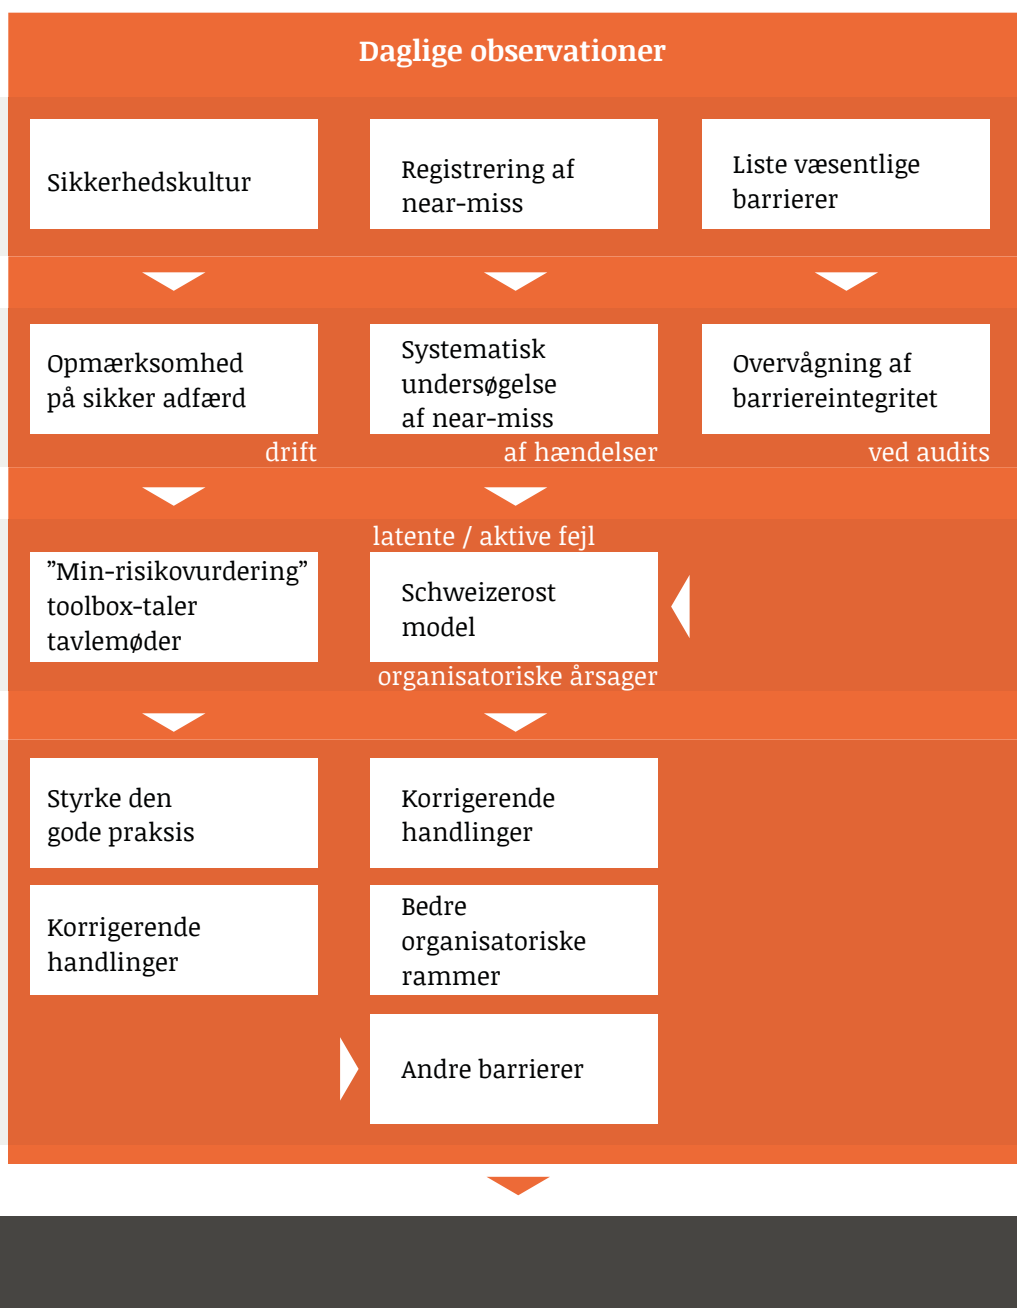 Daglige observationer
Sikkerhedskultur
Registrering af
near-miss
Liste væsentlige
barrierer
Opmærksomhed
på sikker adfærd
drift
Systematisk
undersøgelse
af near-miss
af hændelser
Overvågning af
barriereintegritet
ved audits
”Min-risikovurdering”
toolbox-taler
tavlemøder
latente / aktive fejl
Schweizerost
model
organisatoriske årsager
Styrke den
gode praksis
Korrigerende
handlinger
Korrigerende
handlinger
Bedre
organisatoriske
rammer
Andre barrierer